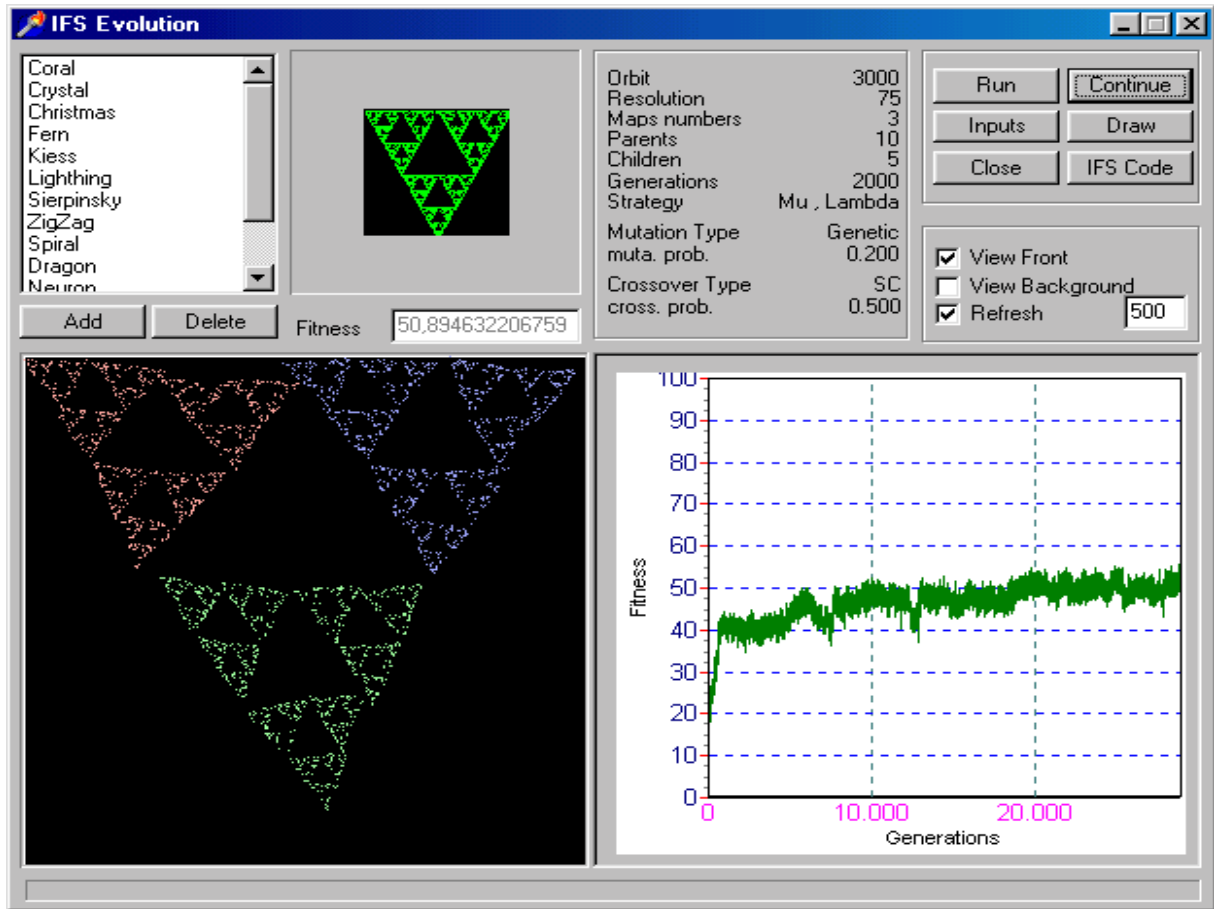 IFS Evolution
Coral
Crystal
Christmas
Fern
Kiess
Lighthing
Sierpinsky
ZigZag
Spiral
Dragon
Neuron
Add Delete
Fitness 50,894632206759
Orbit 3000
Resolution 75
Maps numbers 3
Parents 10
Children 5
Generations 2000
Strategy Mu , Lambda
Mutation Type Genetic
muta. prob. 0.200
Crossover Type SC
cross. prob. 0.500
Run Continue
Inputs Draw
Close IFS Code
View Front
View Background
Refresh 500
100
90
80
70
60
50
40
30
20
10
0
Fitness
0 10.000 20.000
Generations